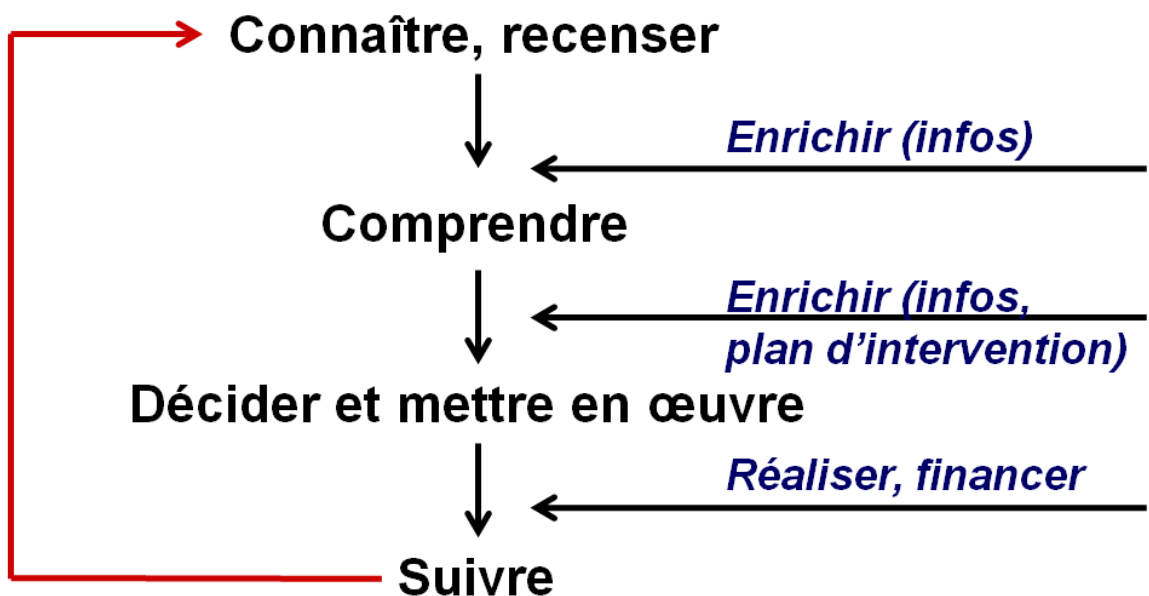 Connaître, recenser
Enrichir (infos)
Comprendre
Enrichir (infos,
plan d’intervention)
Décider et mettre en œuvre
Réaliser, financer
Suivre